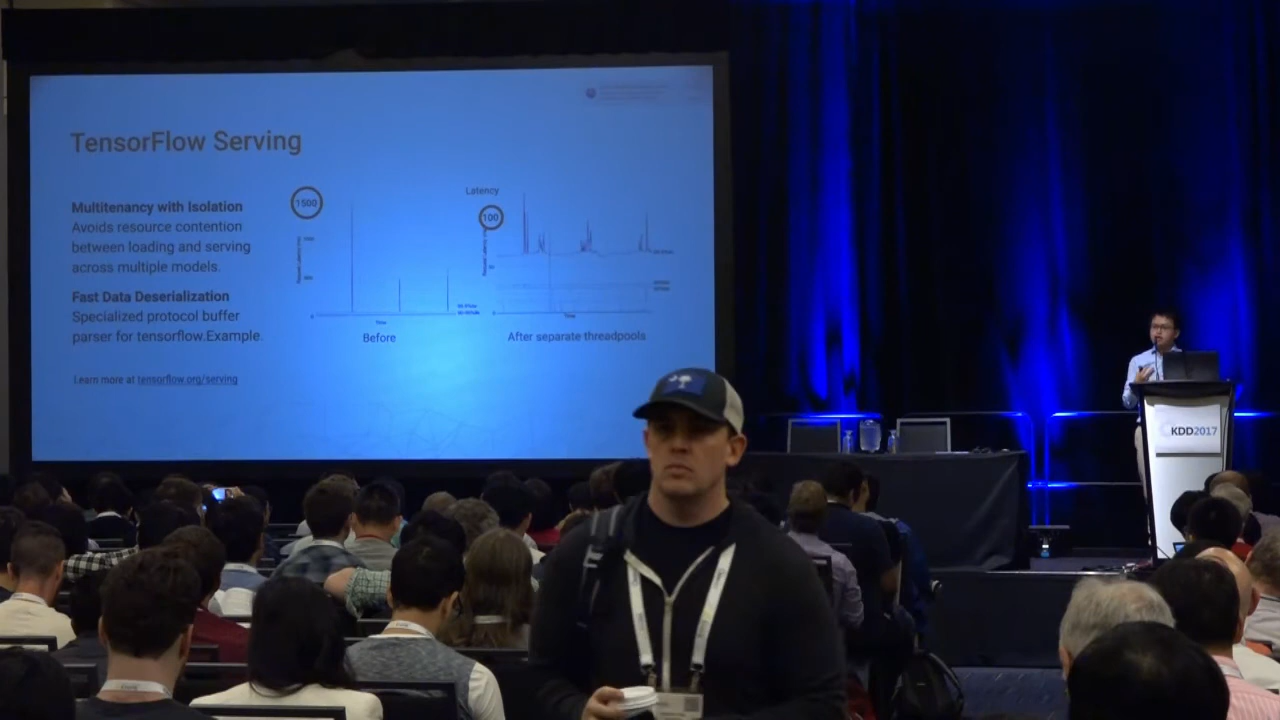 TensorFlow Serving
Multitenancy with Isolation
Avoids resource contention
between loading and serving
across multiple models.
Fast Data Deserialization
Specialized protocol buffer
parser for tensorflow.Example.
Learn more at tensorflow.org/serving
1500
Time
Before
Latency
100
Time
After separate threadpools
KDD2017